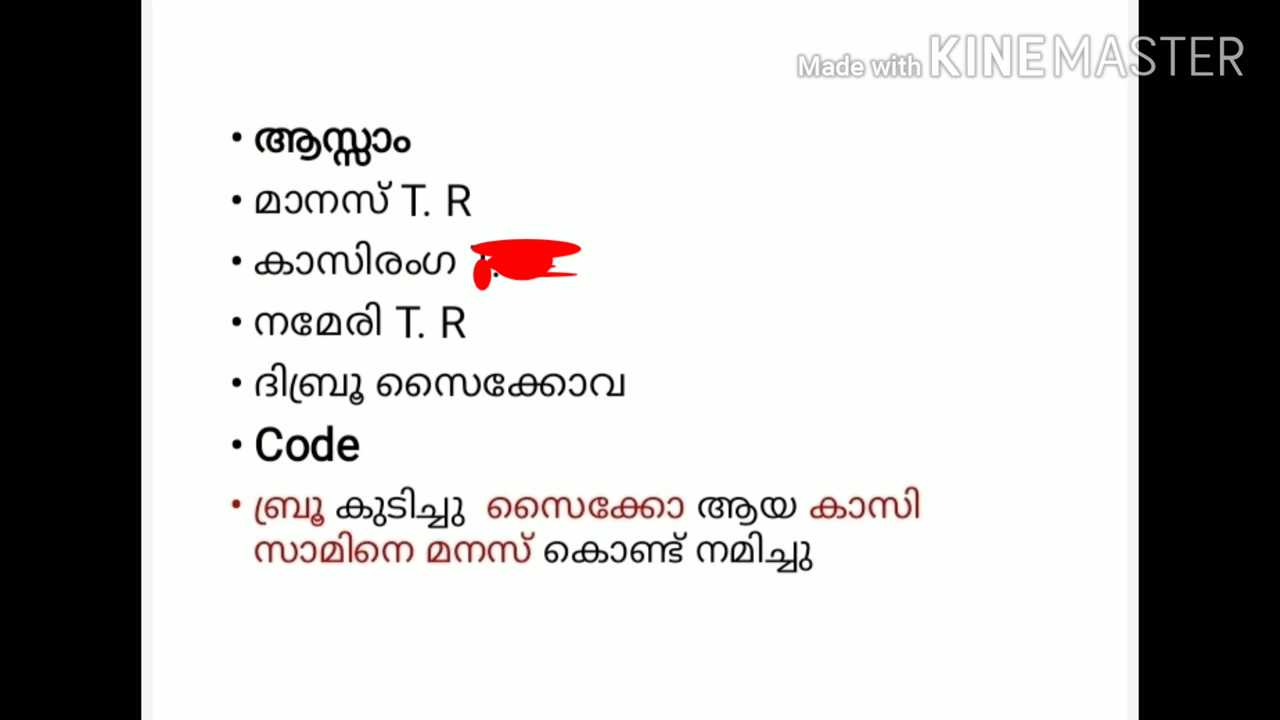 Made with KINEMASTER
• ആസ്സാം
• മാനസ് T. R
• കാസിരംഗ
• നമേരി T. R
• ദിബ്രൂ സൈക്കോവ
• Code
• ബ്രൂ കുടിച്ചു സൈക്കോ ആയ കാസി
സാമിനെ മനസ് കൊണ്ട് നമിച്ചു